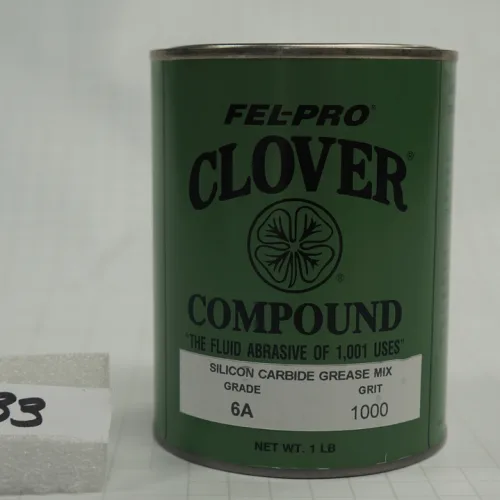 FEL-PRO®
CLOVER®
®
COMPOUND
"THE FLUID ABRASIVE OF 1,001 USES"
SILICON CARBIDE GREASE MIX
GRADE GRIT
6A 1000
NET WT. 1 LB
33